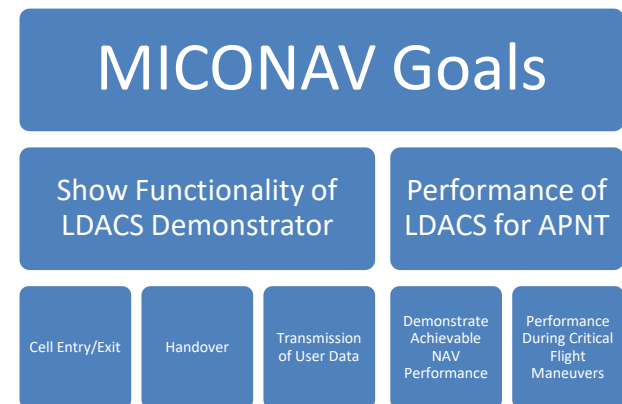 MICONAV Goals
Show Functionality of
LDACS Demonstrator
Performance of
LDACS for APNT
Cell Entry/Exit
Handover
Transmission
of User Data
Demonstrate
Achievable
NAV
Performance
Performance
During Critical
Flight
Maneuvers